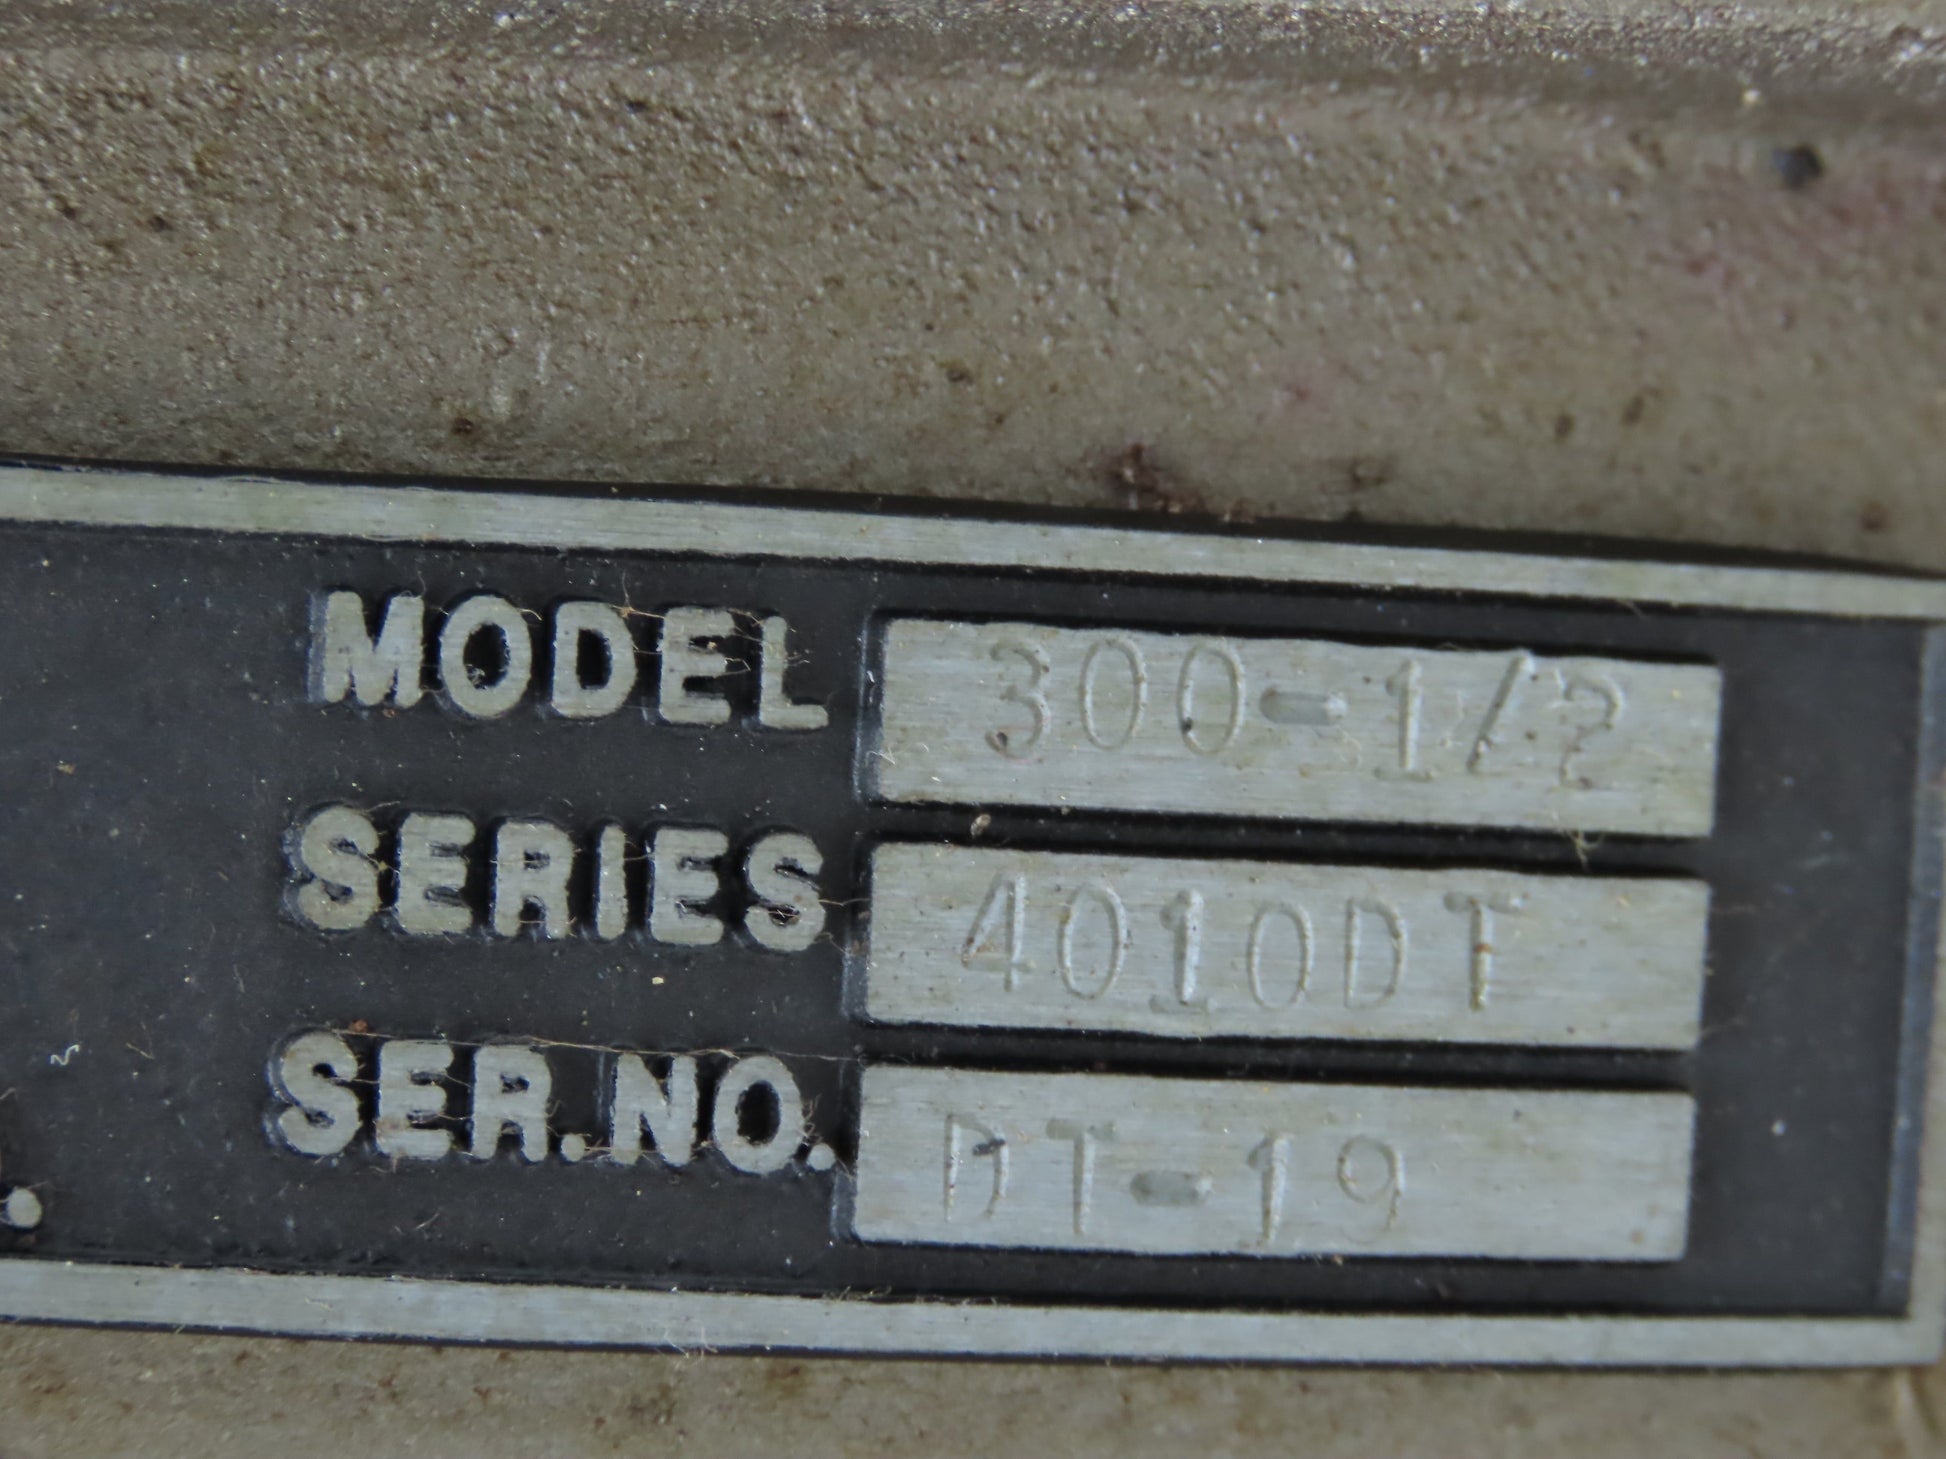 MODEL 300-1/2
SERIES 4010DT
SER.NO. DT-19